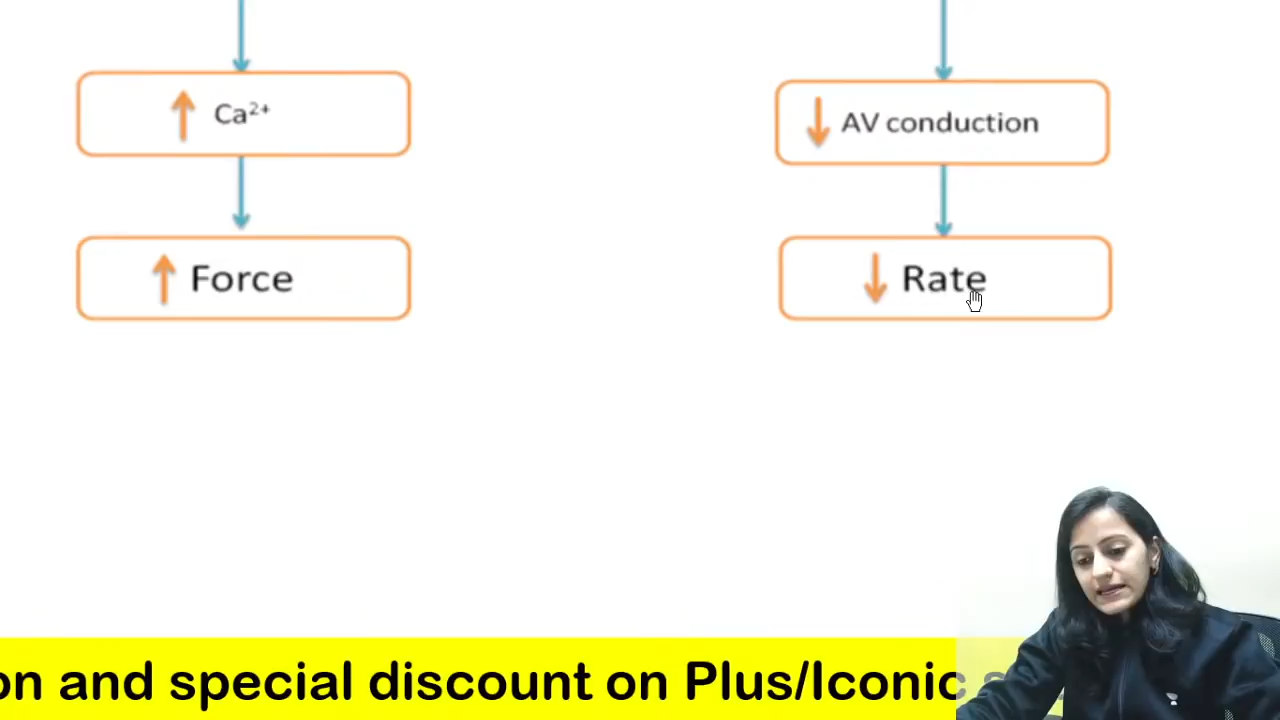 ↑ Ca²⁺
↓ AV conduction
↑ Force
↓ Rate
on and special discount on Plus/Iconic